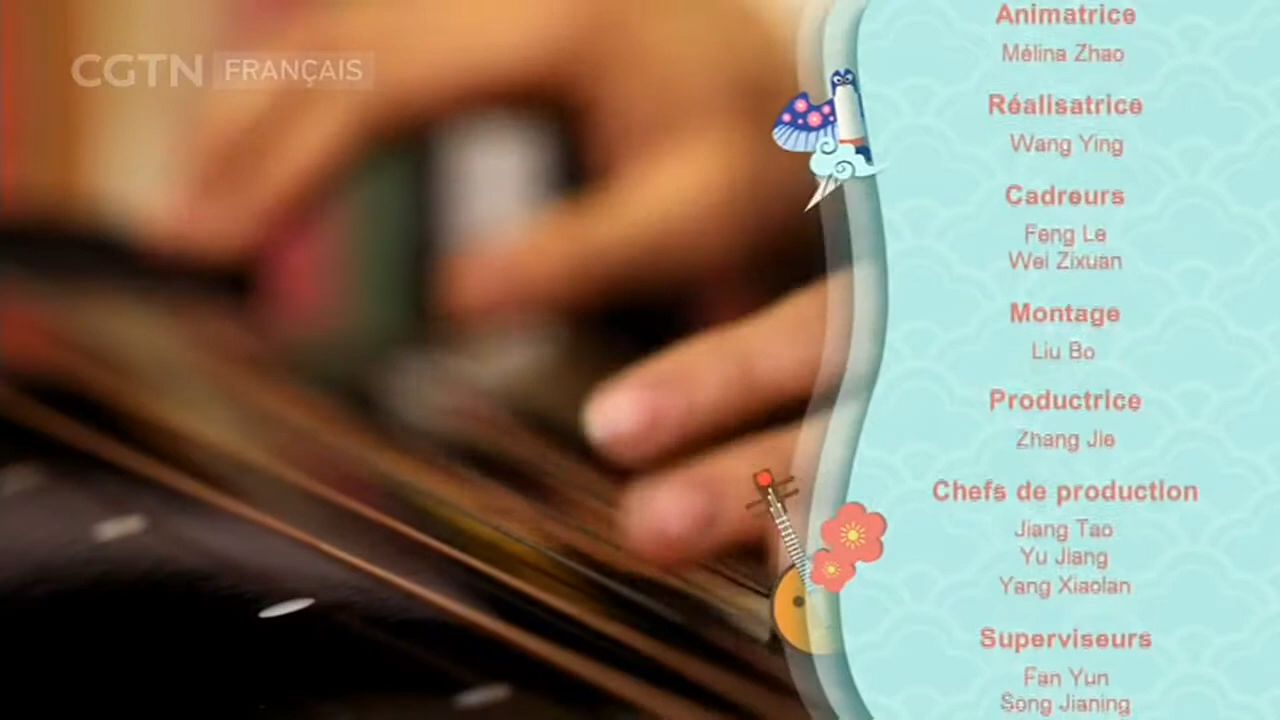 CGTN FRANÇAIS
Animatrice
Mélina Zhao
Réalisatrice
Wang Ying
Cadreurs
Feng Le
Wei Zixuan
Montage
Liu Bo
Productrice
Zhang Jie
Chefs de production
Jiang Tao
Yu Jiang
Yang Xiaolan
Superviseurs
Fan Yun
Song Jianing